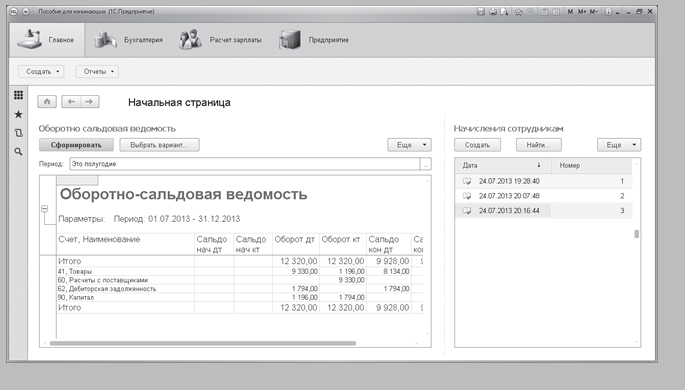 Пособие для начинающих (1С:Предприятие)
M M+ M-
Главное Бухгалтерия Расчет зарплаты Предприятие
Создать Отчеты
Начальная страница
Оборотно сальдовая ведомость
Сформировать Выбрать вариант... Еще
Период: Это полугодие ...
Оборотно-сальдовая ведомость
Параметры: Период: 01.07.2013 - 31.12.2013
Счет, Наименование Сальдо нач дт Сальдо нач кт Оборот дт Оборот кт Сальдо кон дт
Итого 12 320,00 12 320,00 9 928,00
41, Товары 9 330,00 1 196,00 8 134,00
60, Расчеты с поставщиками 9 330,00
62, Дебиторская задолженность 1 794,00 1 794,00
90, Капитал 1 196,00 1 794,00
Итого 12 320,00 12 320,00 9 928,00
Начисления сотрудникам
Создать Найти... Еще
Дата Номер
24.07.2013 19:28:40 1
24.07.2013 20:07:48 2
24.07.2013 20:16:44 3